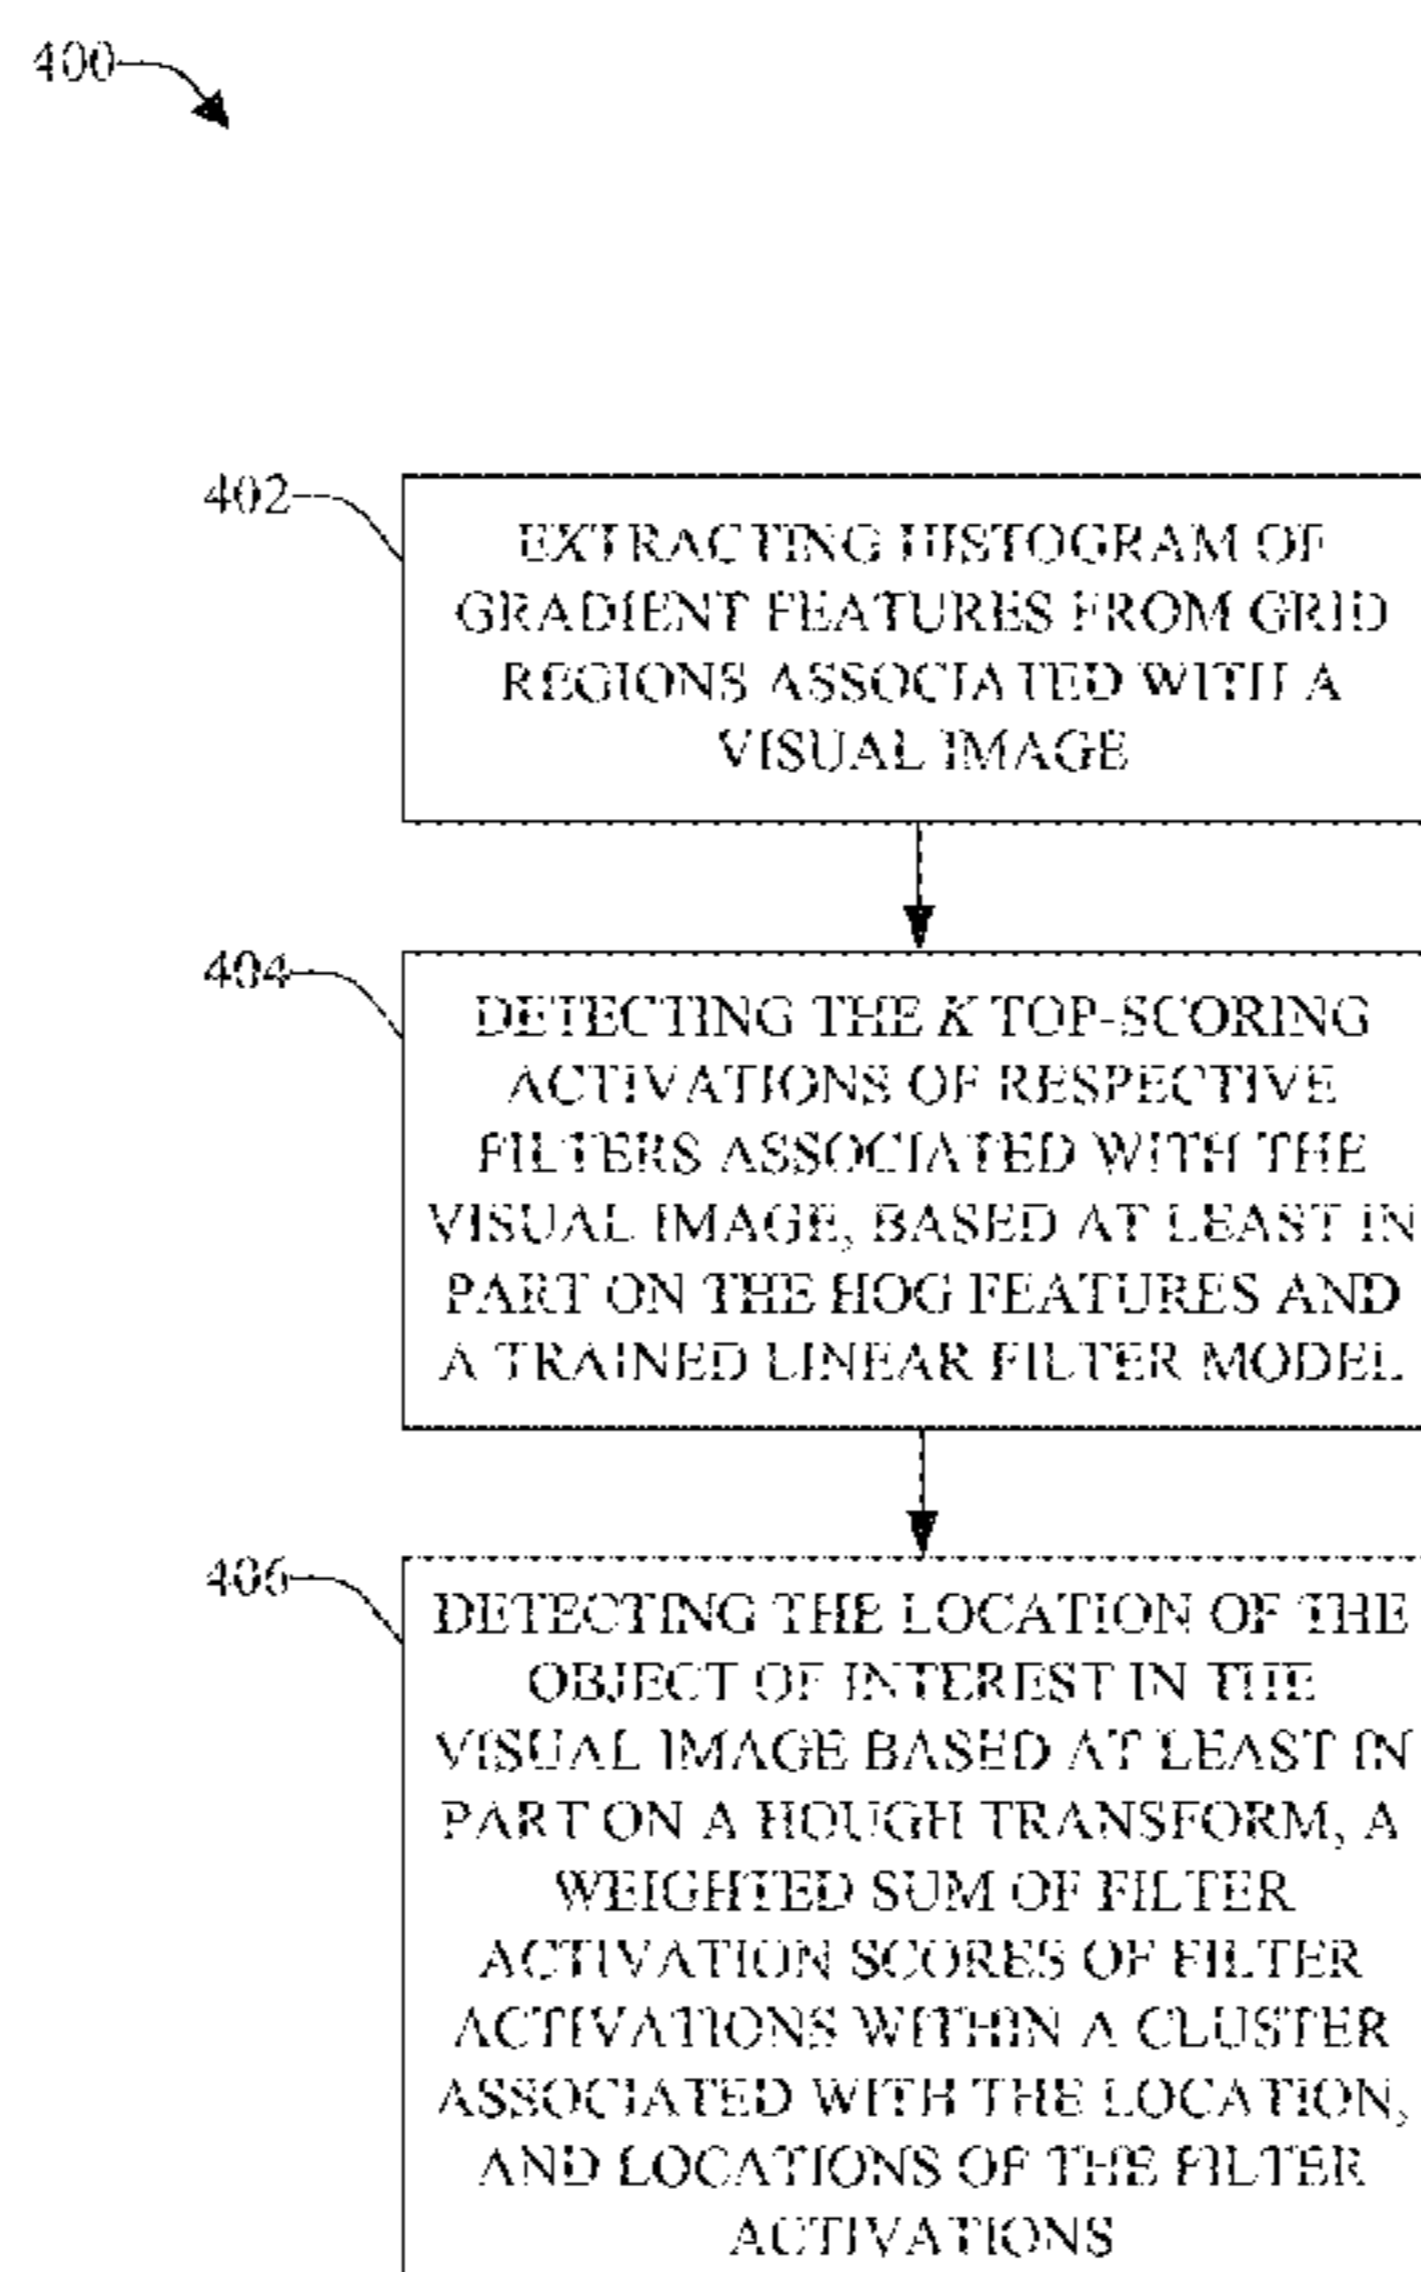 400
402
EXTRACTING HISTOGRAM OF
GRADIENT FEATURES FROM GRID
REGIONS ASSOCIATED WITH A
VISUAL IMAGE
404
DETECTING THE K TOP-SCORING
ACTIVATIONS OF RESPECTIVE
FILTERS ASSOCIATED WITH THE
VISUAL IMAGE, BASED AT LEAST IN
PART ON THE HOG FEATURES AND
A TRAINED LINEAR FILTER MODEL
406
DETECTING THE LOCATION OF THE
OBJECT OF INTEREST IN THE
VISUAL IMAGE BASED AT LEAST IN
PART ON A HOUGH TRANSFORM, A
WEIGHTED SUM OF FILTER
ACTIVATION SCORES OF FILTER
ACTIVATIONS WITHIN A CLUSTER
ASSOCIATED WITH THE LOCATION,
AND LOCATIONS OF THE FILTER
ACTIVATIONS